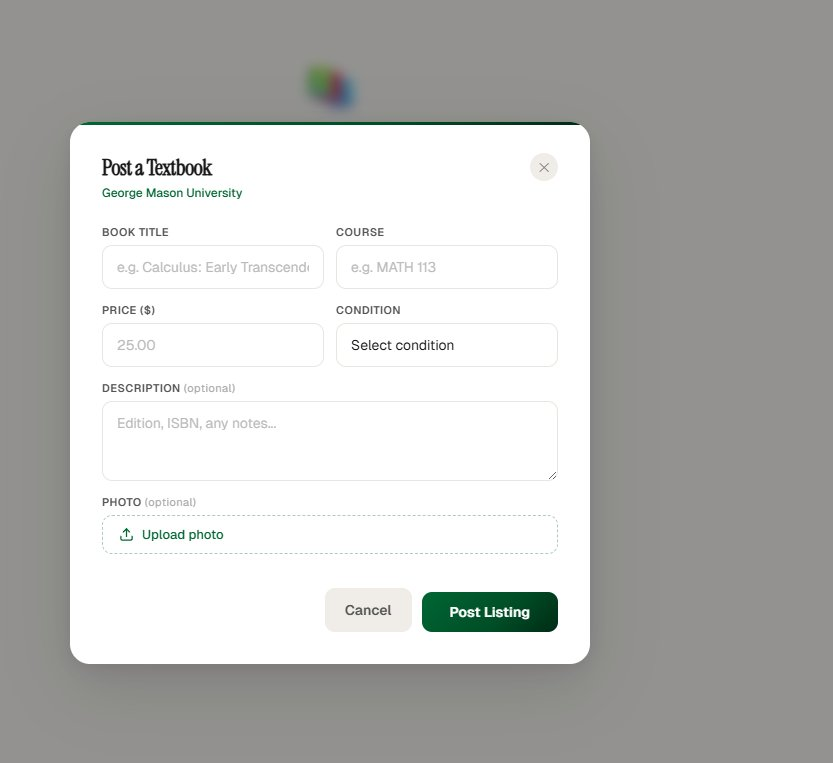 Post a Textbook
George Mason University
BOOK TITLE
COURSE
e.g. Calculus: Early Transcende
e.g. MATH 113
PRICE ($)
CONDITION
25.00
Select condition
DESCRIPTION (optional)
Edition, ISBN, any notes...
PHOTO (optional)
Upload photo
Cancel
Post Listing